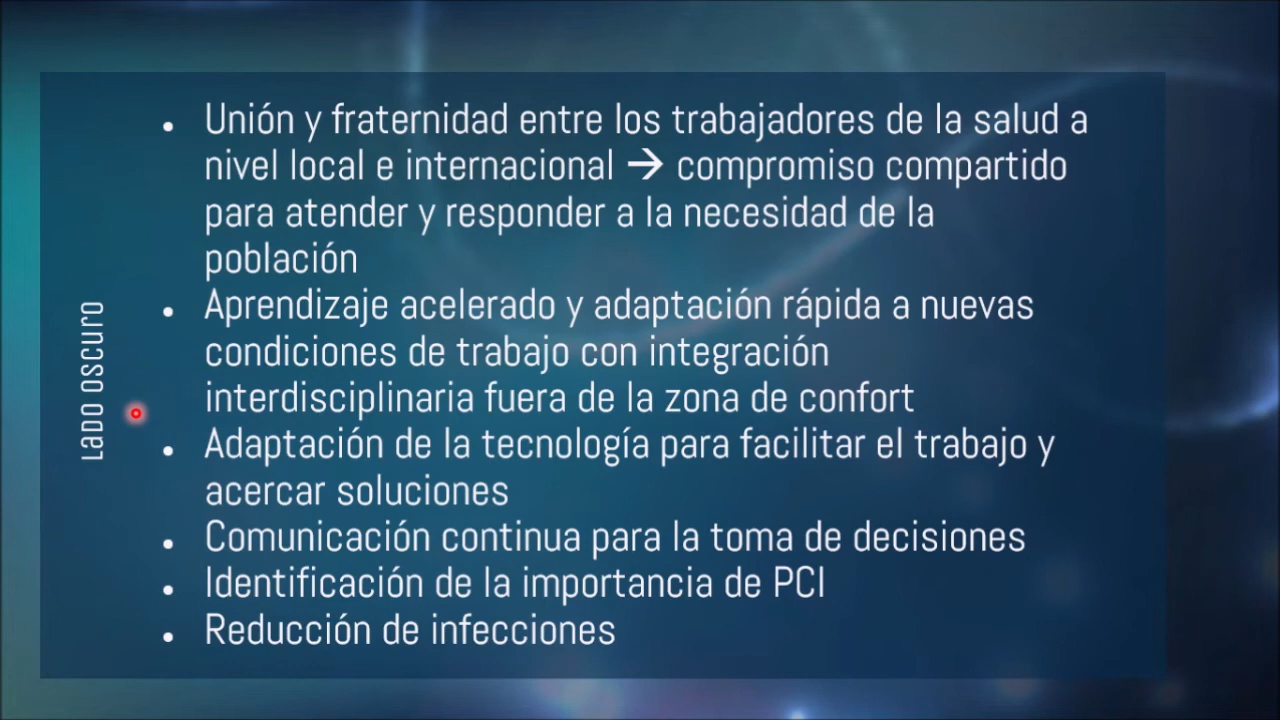 Lado oscuro
• Unión y fraternidad entre los trabajadores de la salud a
nivel local e internacional → compromiso compartido
para atender y responder a la necesidad de la
población
• Aprendizaje acelerado y adaptación rápida a nuevas
condiciones de trabajo con integración
interdisciplinaria fuera de la zona de confort
• Adaptación de la tecnología para facilitar el trabajo y
acercar soluciones
• Comunicación continua para la toma de decisiones
• Identificación de la importancia de PCI
• Reducción de infecciones